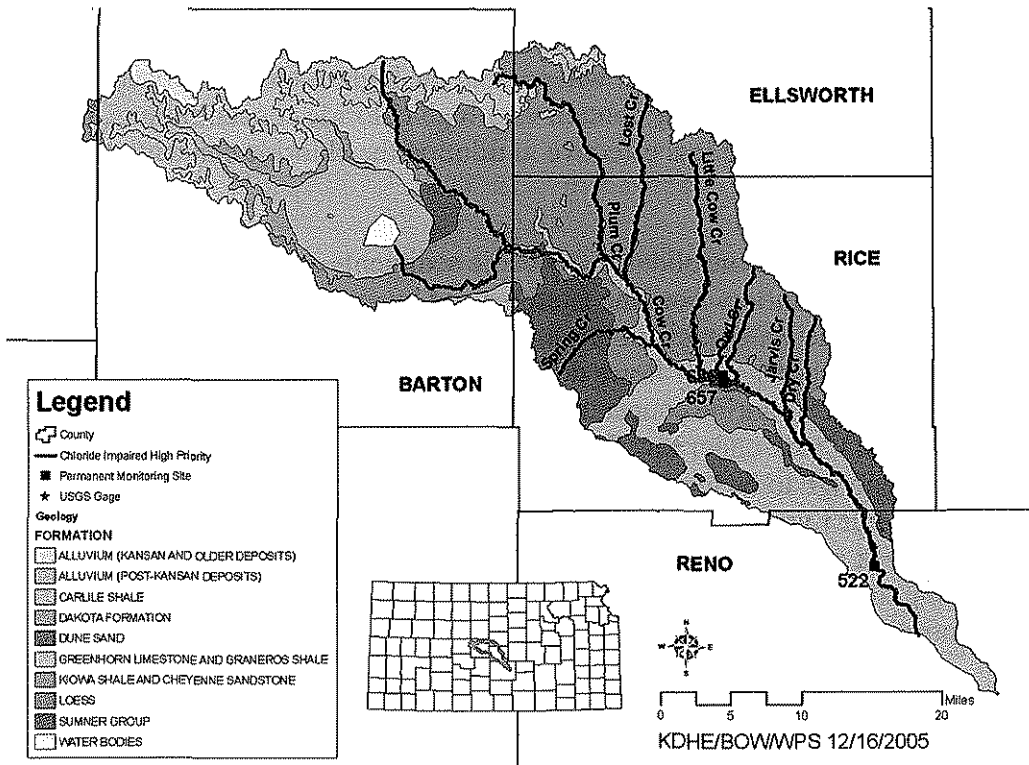 ELLSWORTH
Lost Cr
Little Cow Cr
Plum Cr
RICE
Cow Cr
Owl Cr
Jarvis Cr
Dry Cr
Spring Cr
BARTON
657
RENO
522
Legend
County
Chloride Impaired High Priority
Permanent Monitoring Site
USGS Gage
Geology
FORMATION
ALLUVIUM (KANSAN AND OLDER DEPOSITS)
ALLUVIUM (POST-KANSAN DEPOSITS)
CARLILE SHALE
DAKOTA FORMATION
DUNE SAND
GREENHORN LIMESTONE AND GRANEROS SHALE
KIOWA SHALE AND CHEYENNE SANDSTONE
LOESS
SUMNER GROUP
WATER BODIES
N
W E
S
Miles
0 5 10 20
KDHE/BOW/WPS 12/16/2005